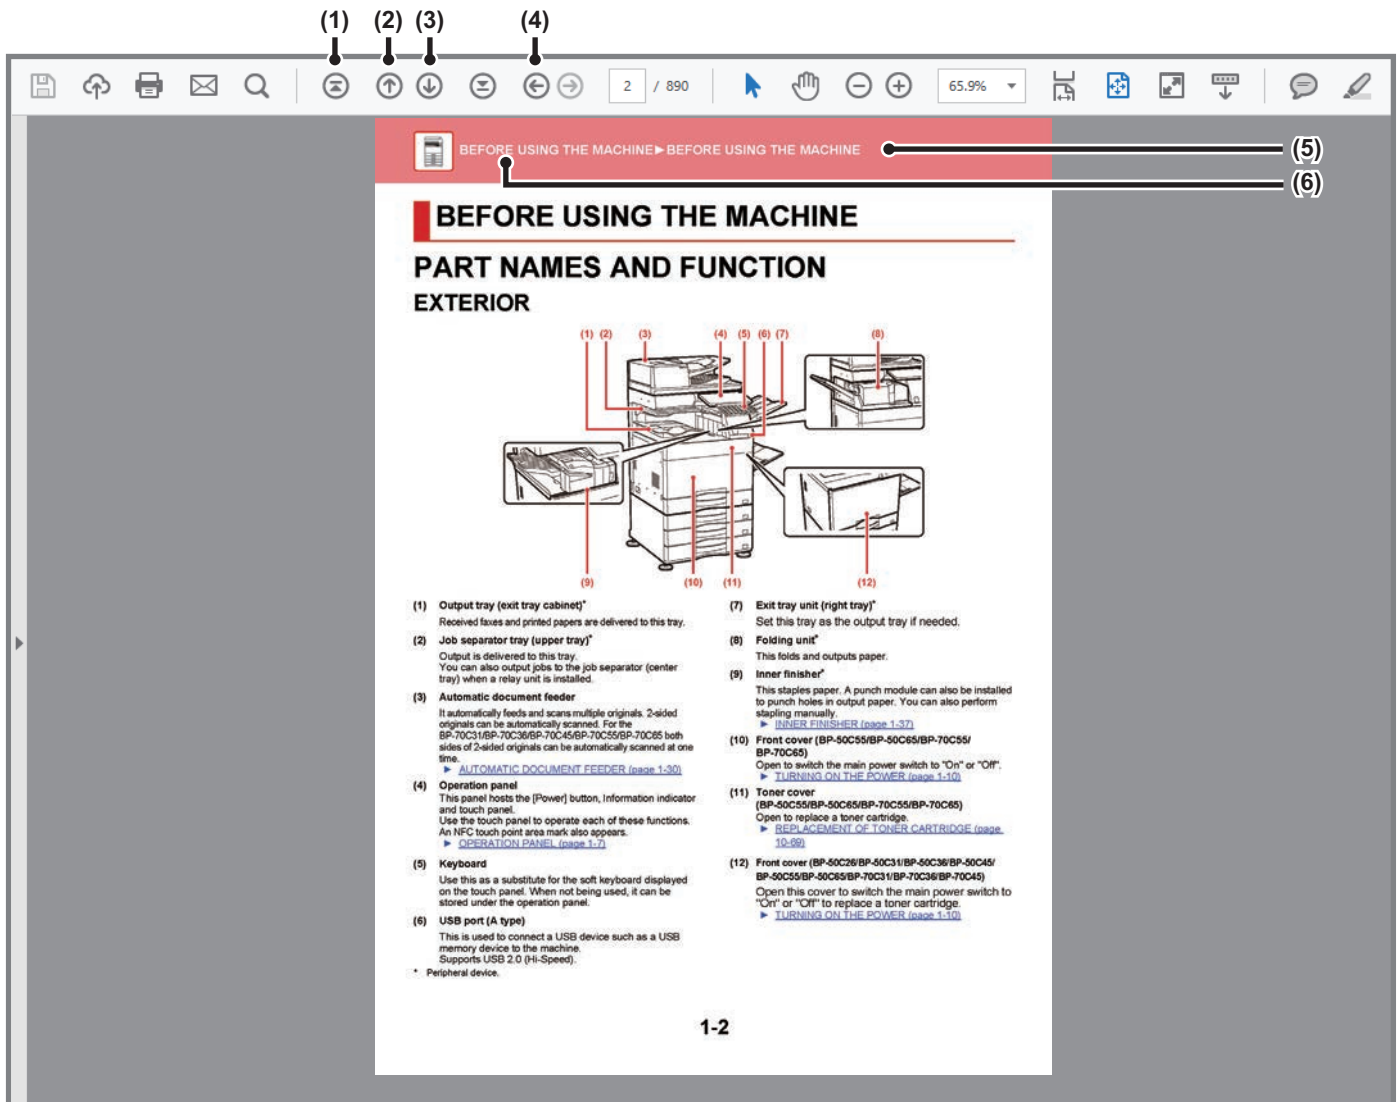 (1) (2) (3) (4)
2 / 890 65.9%
BEFORE USING THE MACHINE►BEFORE USING THE MACHINE
(5)
(6)
BEFORE USING THE MACHINE
PART NAMES AND FUNCTION
EXTERIOR
(1) (2) (3) (4) (5) (6) (7) (8)
(9) (10) (11) (12)
(1) Output tray (exit tray cabinet)*
Received faxes and printed papers are delivered to this tray.
(2) Job separator tray (upper tray)*
Output is delivered to this tray.
You can also output jobs to the job separator (center
tray) when a relay unit is installed.
(3) Automatic document feeder
It automatically feeds and scans multiple originals. 2-sided
originals can be automatically scanned. For the
BP-70C31/BP-70C36/BP-70C45/BP-70C55/BP-70C65 both
sides of 2-sided originals can be automatically scanned at one
time.
► AUTOMATIC DOCUMENT FEEDER (page 1-30)
(4) Operation panel
This panel hosts the [Power] button, Information indicator
and touch panel.
Use the touch panel to operate each of these functions.
An NFC touch point area mark also appears.
► OPERATION PANEL (page 1-7)
(5) Keyboard
Use this as a substitute for the soft keyboard displayed
on the touch panel. When not being used, it can be
stored under the operation panel.
(6) USB port (A type)
This is used to connect a USB device such as a USB
memory device to the machine.
Supports USB 2.0 (Hi-Speed).
* Peripheral device.
(7) Exit tray unit (right tray)*
Set this tray as the output tray if needed.
(8) Folding unit*
This folds and outputs paper.
(9) Inner finisher*
This staples paper. A punch module can also be installed
to punch holes in output paper. You can also perform
stapling manually.
► INNER FINISHER (page 1-37)
(10) Front cover (BP-50C55/BP-50C65/BP-70C55/
BP-70C65)
Open to switch the main power switch to "On" or "Off".
► TURNING ON THE POWER (page 1-10)
(11) Toner cover
(BP-50C55/BP-50C65/BP-70C55/BP-70C65)
Open to replace a toner cartridge.
► REPLACEMENT OF TONER CARTRIDGE (page
10-69)
(12) Front cover (BP-50C26/BP-50C31/BP-50C36/BP-50C45/
BP-50C55/BP-50C65/BP-70C31/BP-70C36/BP-70C45)
Open this cover to switch the main power switch to
"On" or "Off" to replace a toner cartridge.
► TURNING ON THE POWER (page 1-10)
1-2